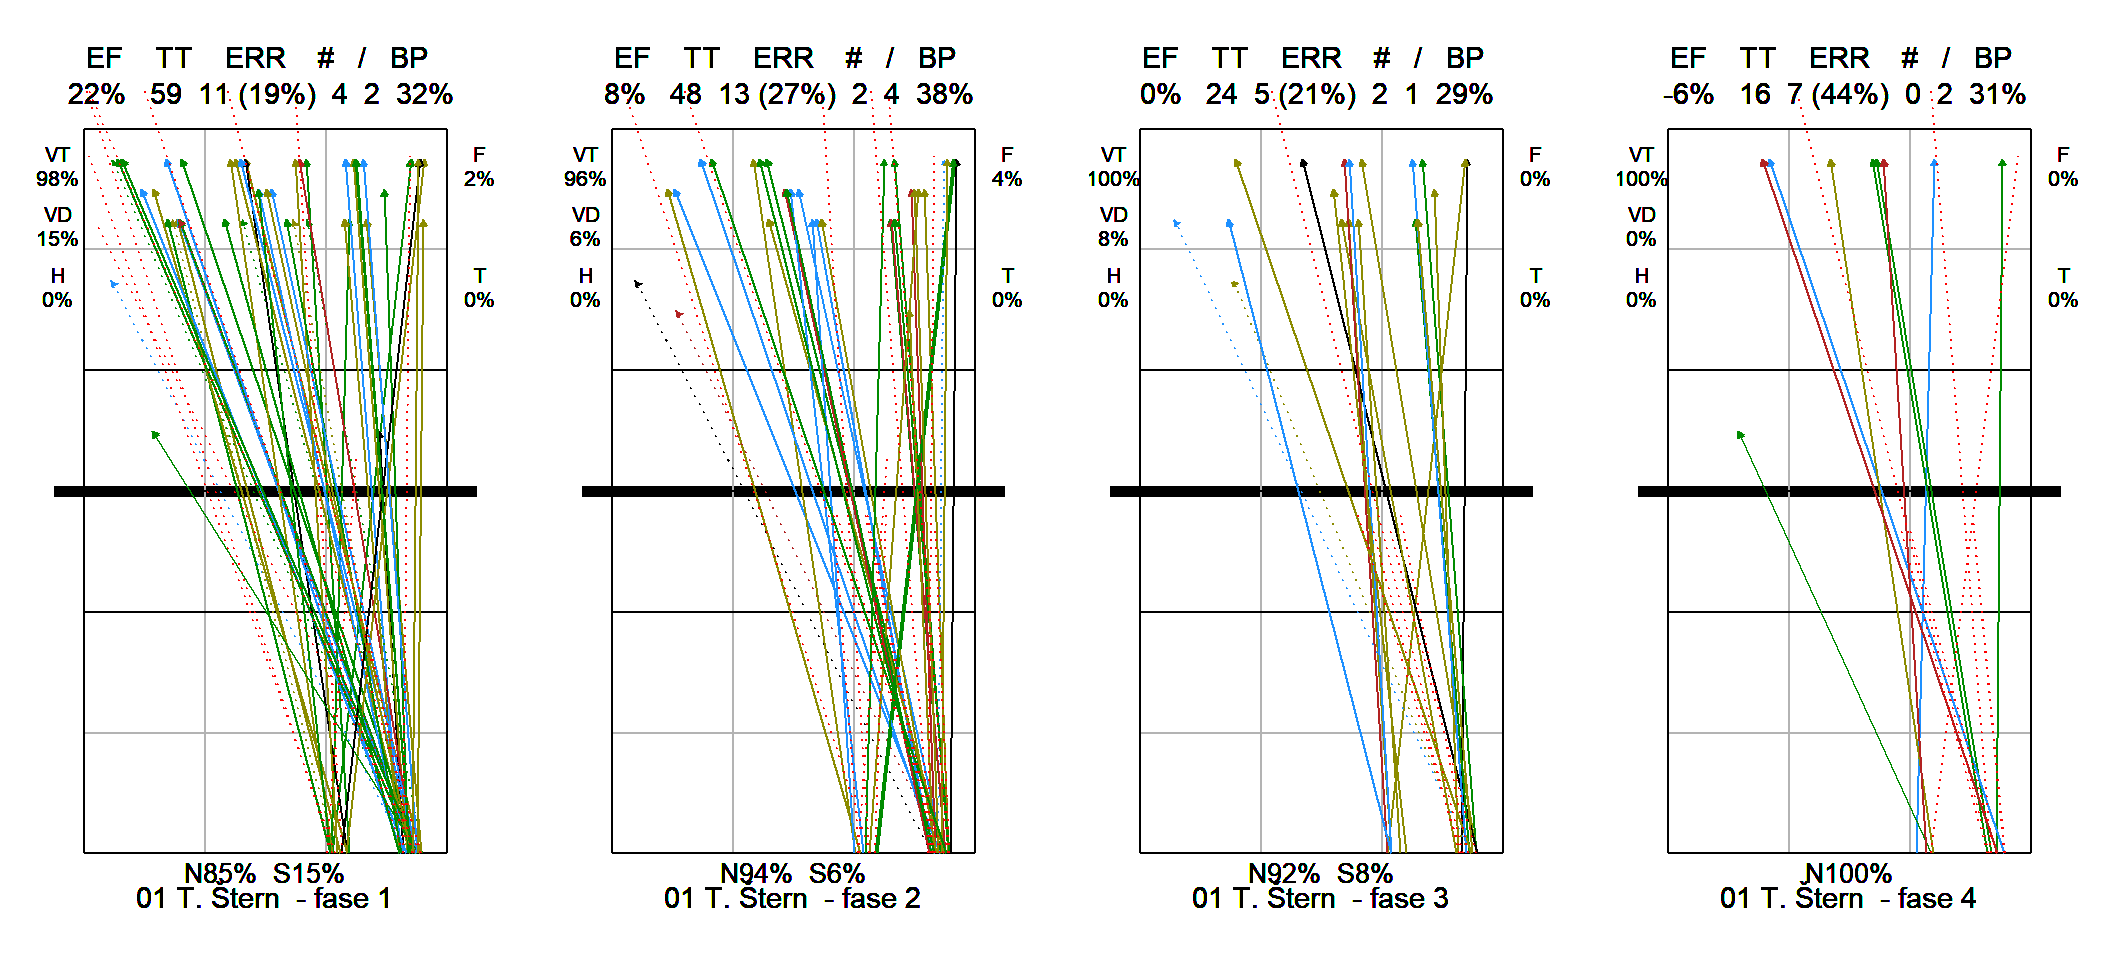 EF TT ERR # / BP
22% 59 11 (19%) 4 2 32%
VT
98%
VD
15%
H
0%
F
2%
T
0%
N85% S15%
01 T. Štern - fase 1
EF TT ERR # / BP
8% 48 13 (27%) 2 4 38%
VT
96%
VD
6%
H
0%
F
4%
T
0%
N94% S6%
01 T. Štern - fase 2
EF TT ERR # / BP
0% 24 5 (21%) 2 1 29%
VT
100%
VD
8%
H
0%
F
0%
T
0%
N92% S8%
01 T. Štern - fase 3
EF TT ERR # / BP
-6% 16 7 (44%) 0 2 31%
VT
100%
VD
0%
H
0%
F
0%
T
0%
N100%
01 T. Štern - fase 4